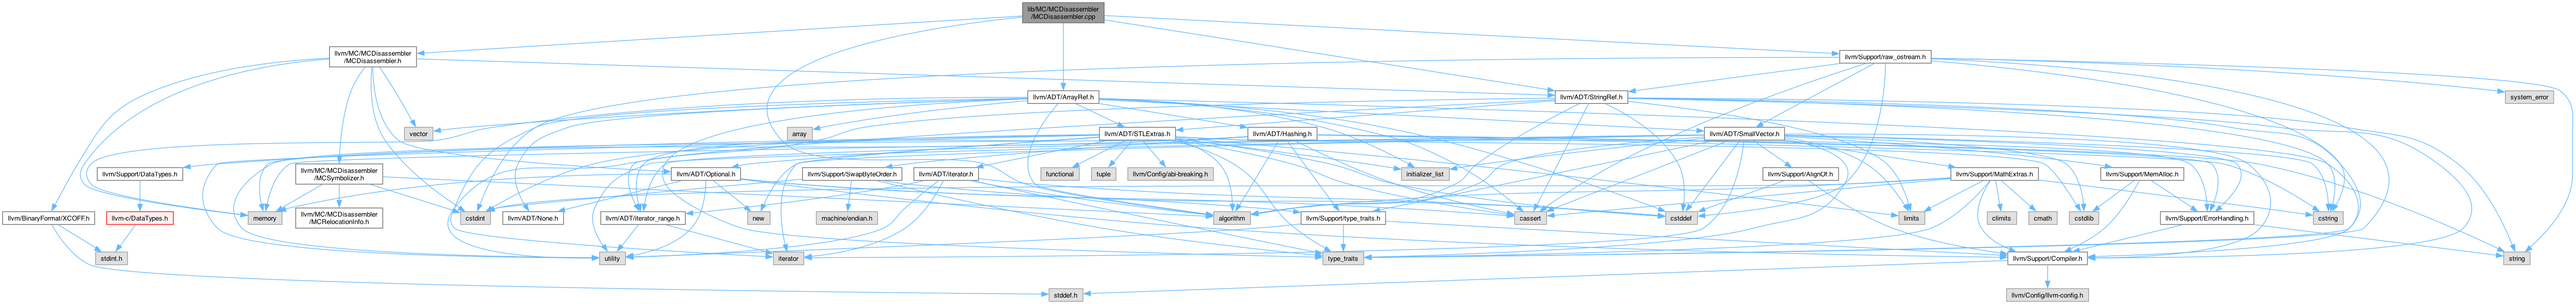 lib/MC/MCDisassembler
/MCDisassembler.cpp
llvm/MC/MCDisassembler
/MCDisassembler.h
llvm/Support/raw_ostream.h
llvm/ADT/ArrayRef.h
llvm/ADT/StringRef.h
system_error
vector
array
llvm/ADT/STLExtras.h
llvm/ADT/Hashing.h
llvm/ADT/SmallVector.h
llvm/Support/DataTypes.h
llvm/MC/MCDisassembler
/MCSymbolizer.h
llvm/ADT/Optional.h
llvm/Support/SwapByteOrder.h
llvm/ADT/iterator.h
functional
tuple
llvm/Config/abi-breaking.h
initializer_list
llvm/Support/AlignOf.h
llvm/Support/MathExtras.h
llvm/Support/MemAlloc.h
llvm/BinaryFormat/XCOFF.h
llvm-c/DataTypes.h
memory
llvm/MC/MCDisassembler
/MCRelocationInfo.h
cstdint
llvm/ADT/None.h
llvm/ADT/iterator_range.h
new
machine/endian.h
algorithm
llvm/Support/type_traits.h
cassert
cstddef
limits
climits
cmath
cstdlib
llvm/Support/ErrorHandling.h
cstring
stdint.h
utility
iterator
type_traits
llvm/Support/Compiler.h
string
stddef.h
llvm/Config/llvm-config.h